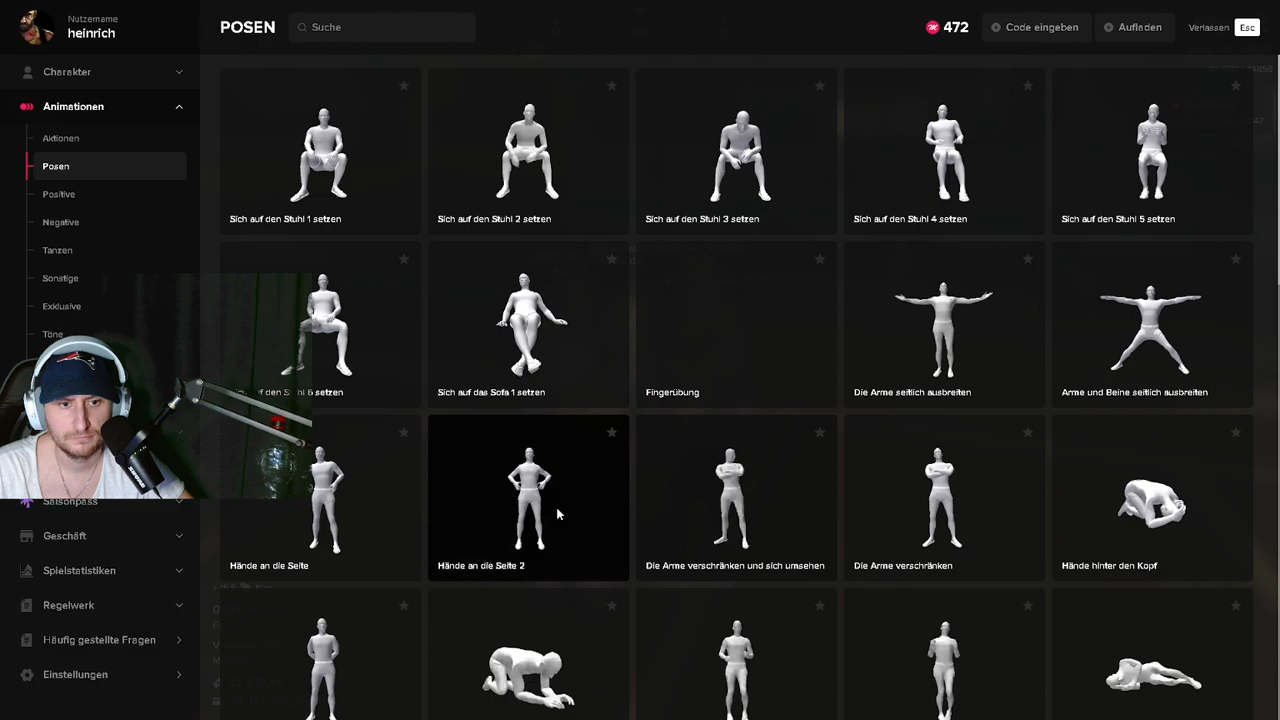 Nutzername
heinrich
POSEN
Suche
472
Code eingeben
Aufladen
Verlassen
Esc
Charakter
Animationen
Aktionen
Posen
Positive
Negative
Tanzen
Sonstige
Exklusive
Töne
Saisonpass
Geschäft
Spielstatistiken
Regelwerk
Häufig gestellte Fragen
Einstellungen
Sich auf den Stuhl 1 setzen
Sich auf den Stuhl 2 setzen
Sich auf den Stuhl 3 setzen
Sich auf den Stuhl 4 setzen
Sich auf den Stuhl 5 setzen
auf den Stuhl 6 setzen
Sich auf das Sofa 1 setzen
Fingerübung
Die Arme seitlich ausbreiten
Arme und Beine seitlich ausbreiten
Hände an die Seite
Hände an die Seite 2
Die Arme verschränken und sich umsehen
Die Arme verschränken
Hände hinter den Kopf